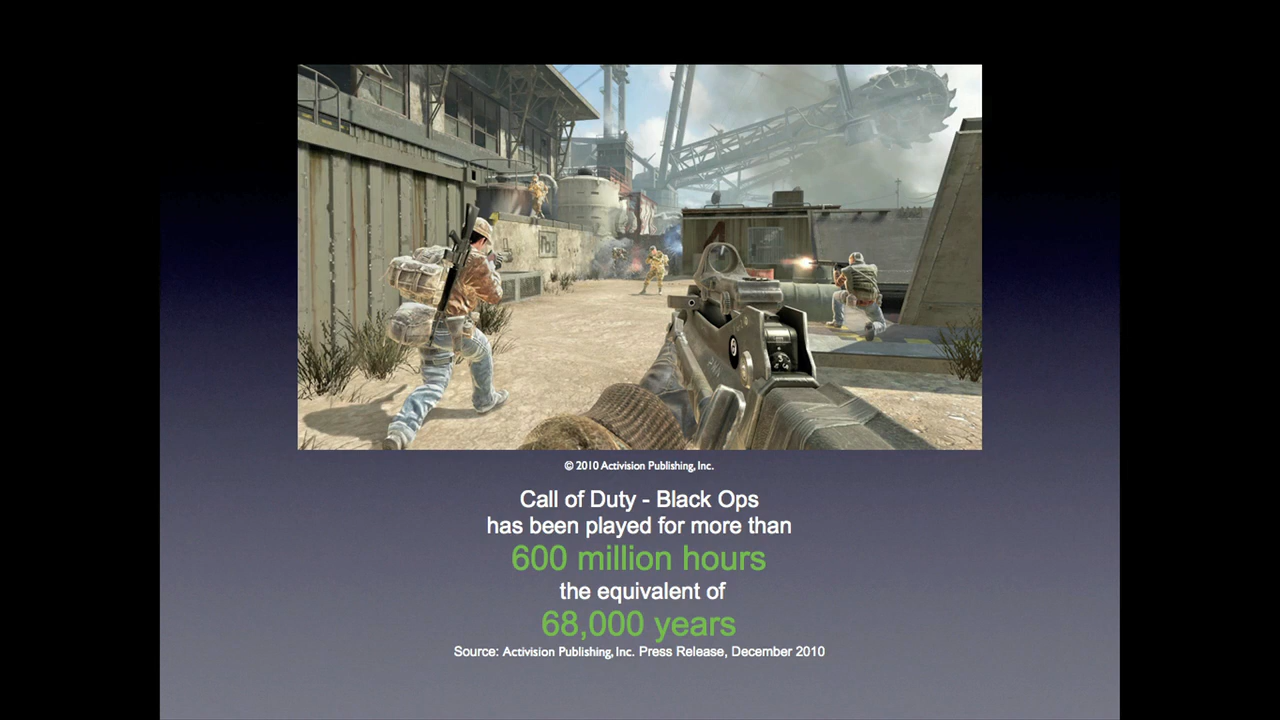 © 2010 Activision Publishing, Inc.
Call of Duty - Black Ops
has been played for more than
600 million hours
the equivalent of
68,000 years
Source: Activision Publishing, Inc. Press Release, December 2010